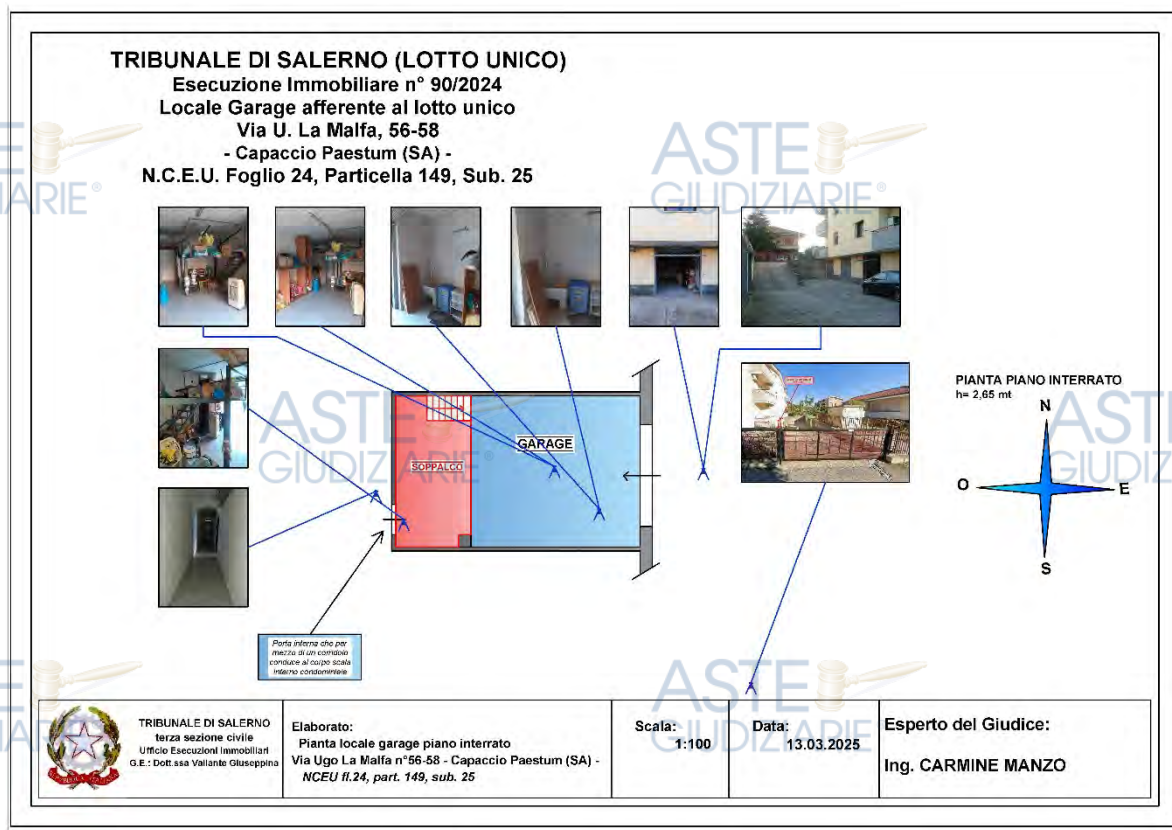 TRIBUNALE DI SALERNO (LOTTO UNICO)
Esecuzione Immobiliare n° 90/2024
Locale Garage afferente al lotto unico
Via U. La Malfa, 56-58
- Capaccio Paestum (SA) -
N.C.E.U. Foglio 24, Particella 149, Sub. 25
ASTE
GIUDIZIARIE®
PIANTA PIANO INTERRATO
h= 2,65 mt
N
O
E
S
GARAGE
SOPPALCO
ASTE
GIUDIZIARIE®
Porta interna che per
mezzo di un corridoio
conduce al corpo scala
interno condominiale
ASTE
GIUDIZIARIE
TRIBUNALE DI SALERNO
terza sezione civile
Ufficio Esecuzioni Immobiliari
G.E.: Dott.ssa Valiante Giuseppina
Elaborato:
Pianta locale garage piano interrato
Via Ugo La Malfa n°56-58 - Capaccio Paestum (SA) -
NCEU fl.24, part. 149, sub. 25
Scala:
1:100
Data:
13.03.2025
Esperto del Giudice:
Ing. CARMINE MANZO